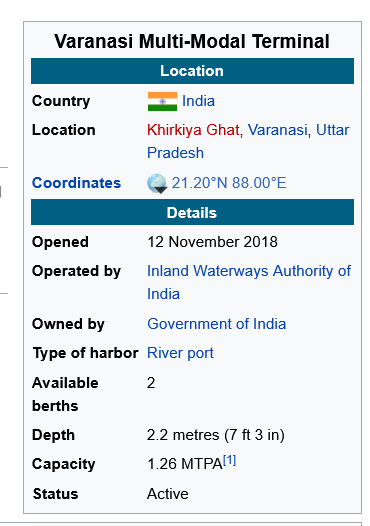 Varanasi Multi-Modal Terminal
Location
Country India
Location Khirkiya Ghat, Varanasi, Uttar
Pradesh
Coordinates 21.20°N 88.00°E
Details
Opened 12 November 2018
Operated by Inland Waterways Authority of
India
Owned by Government of India
Type of harbor River port
Available 2
berths
Depth 2.2 metres (7 ft 3 in)
Capacity 1.26 MTPA[1]
Status Active